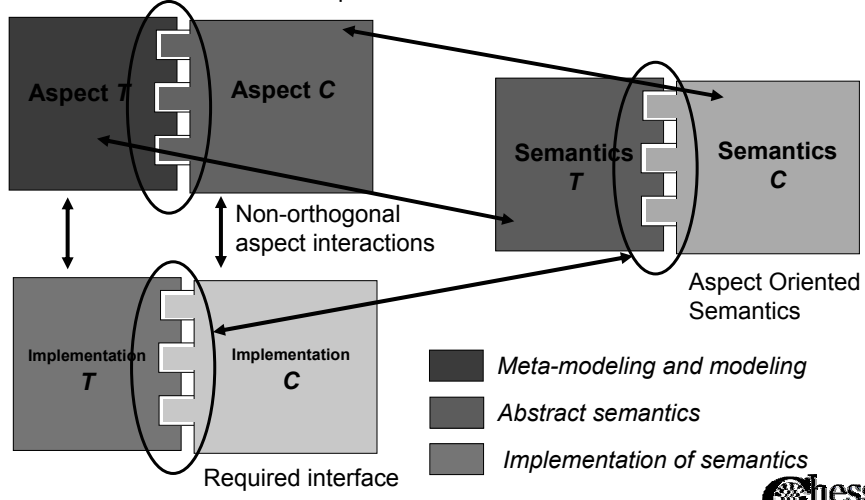 Aspect T
Aspect C
Semantics
T
Semantics
C
Non-orthogonal
aspect interactions
Aspect Oriented
Semantics
Implementation
T
Implementation
C
Meta-modeling and modeling
Abstract semantics
Implementation of semantics
Required interface